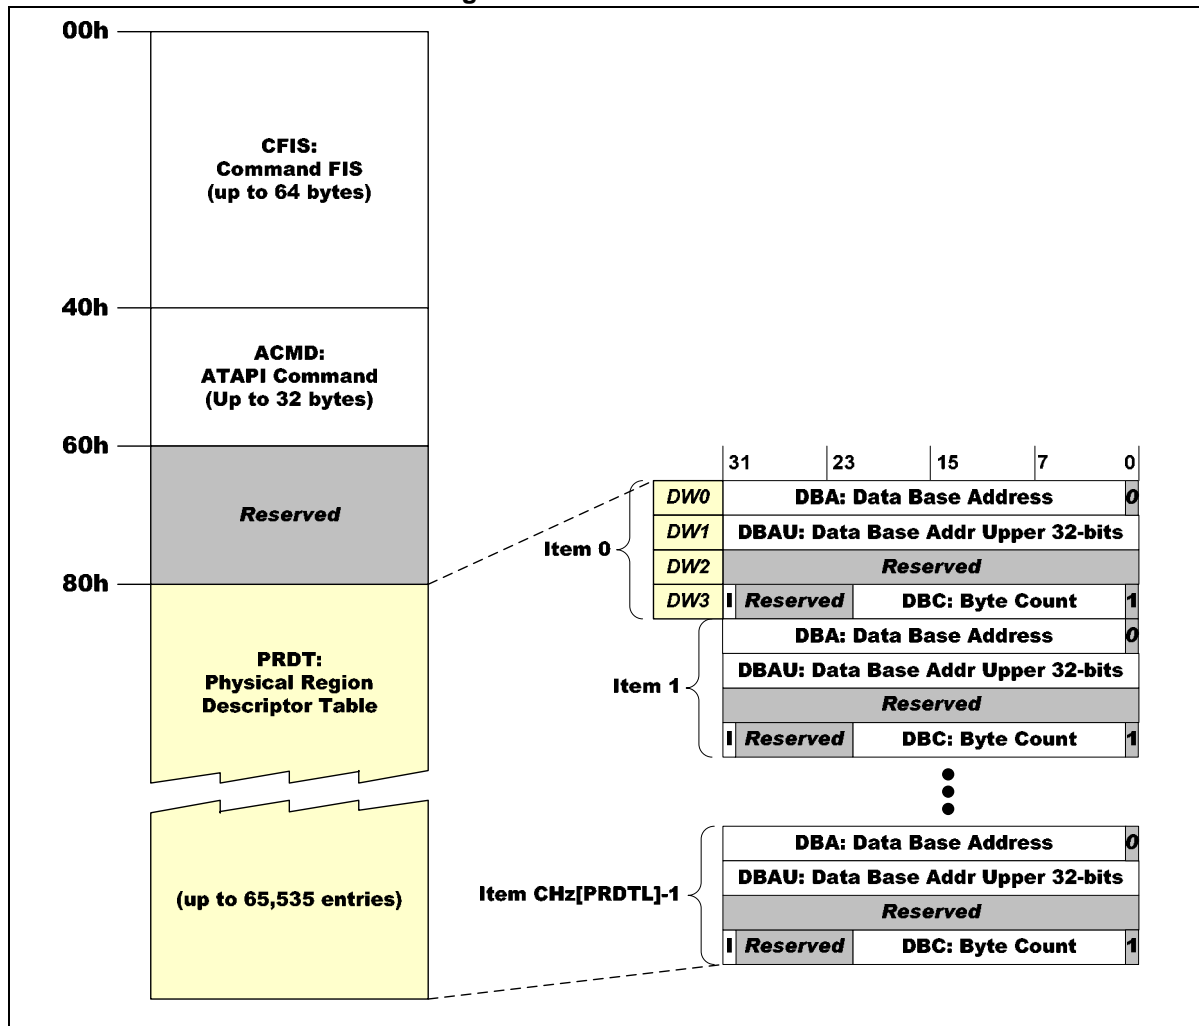 00h
CFIS:
Command FIS
(up to 64 bytes)
40h
ACMD:
ATAPI Command
(Up to 32 bytes)
60h
Reserved
80h
PRDT:
Physical Region
Descriptor Table
(up to 65,535 entries)
31 23 15 7 0
Item 0
DW0 DBA: Data Base Address 0
DW1 DBAU: Data Base Addr Upper 32-bits
DW2 Reserved
DW3 I Reserved DBC: Byte Count 1
Item 1
DBA: Data Base Address 0
DBAU: Data Base Addr Upper 32-bits
Reserved
I Reserved DBC: Byte Count 1
Item CHz[PRDTL]-1
DBA: Data Base Address 0
DBAU: Data Base Addr Upper 32-bits
Reserved
I Reserved DBC: Byte Count 1